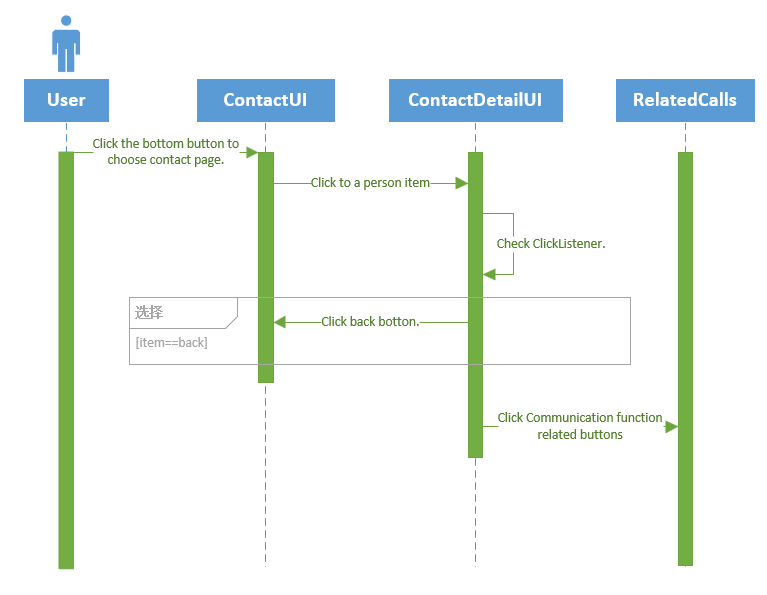 User
ContactUI
ContactDetailUI
RelatedCalls
Click the bottom button to
choose contact page.
Click to a person item
Check ClickListener.
选择
Click back botton.
[item==back]
Click Communication function
related buttons